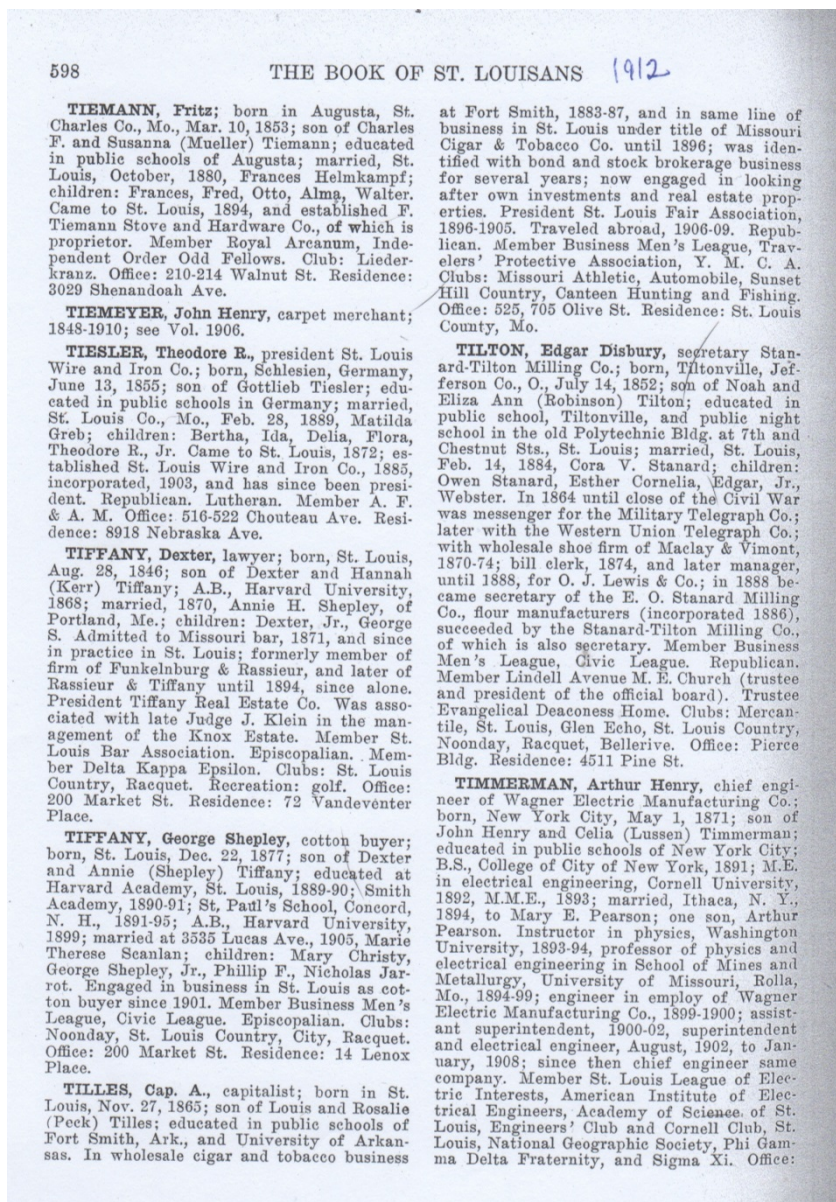 598
THE BOOK OF ST. LOUISANS 1912
TIEMANN, Fritz; born in Augusta, St.
Charles Co., Mo., Mar. 10, 1853; son of Charles
F. and Susanna (Mueller) Tiemann; educated
in public schools of Augusta; married, St.
Louis, October, 1880, Frances Helmkampf;
children: Frances, Fred, Otto, Alma, Walter.
Came to St. Louis, 1894, and established F.
Tiemann Stove and Hardware Co., of which is
proprietor. Member Royal Arcanum, Inde-
pendent Order Odd Fellows. Club: Lieder-
kranz. Office: 210-214 Walnut St. Residence:
3029 Shenandoah Ave.
TIEMEYER, John Henry, carpet merchant;
1848-1910; see Vol. 1906.
TIESLER, Theodore R., president St. Louis
Wire and Iron Co.; born, Schlesien, Germany,
June 13, 1855; son of Gottlieb Tiesler; edu-
cated in public schools in Germany; married,
St. Louis Co., Mo., Feb. 28, 1889, Matilda
Greb; children: Bertha, Ida, Delia, Flora,
Theodore R., Jr. Came to St. Louis, 1872; es-
tablished St. Louis Wire and Iron Co., 1885,
incorporated, 1903, and has since been presi-
dent. Republican. Lutheran. Member A. F.
& A. M. Office: 516-522 Chouteau Ave. Resi-
dence: 8918 Nebraska Ave.
TIFFANY, Dexter, lawyer; born, St. Louis,
Aug. 28, 1846; son of Dexter and Hannah
(Kerr) Tiffany; A.B., Harvard University,
1868; married, 1870, Annie H. Shepley, of
Portland, Me.; children: Dexter, Jr., George
S. Admitted to Missouri bar, 1871, and since
in practice in St. Louis; formerly member of
firm of Funkelnburg & Rassieur, and later of
Rassieur & Tiffany until 1894, since alone.
President Tiffany Real Estate Co. Was asso-
ciated with late Judge J. Klein in the man-
agement of the Knox Estate. Member St.
Louis Bar Association. Episcopalian. Mem-
ber Delta Kappa Epsilon. Clubs: St. Louis
Country, Racquet. Recreation: golf. Office:
200 Market St. Residence: 72 Vandeventer
Place.
TIFFANY, George Shepley, cotton buyer;
born, St. Louis, Dec. 22, 1877; son of Dexter
and Annie (Shepley) Tiffany; educated at
Harvard Academy, St. Louis, 1889-90; Smith
Academy, 1890-91; St, Patl's School, Concord,
N. H., 1891-95; A.B., Harvard University,
1899; married at 3535 Lucas Ave., 1905, Marie
Therese Scanlan; children: Mary Christy,
George Shepley, Jr., Phillip F., Nicholas Jar-
rot. Engaged in business in St. Louis as cot-
ton buyer since 1901. Member Business Men's
League, Civic League. Episcopalian. Clubs:
Noonday, St. Louis Country, City, Racquet.
Office: 200 Market St. Residence: 14 Lenox
Place.
TILLES, Cap. A., capitalist; born in St.
Louis, Nov. 27, 1865; son of Louis and Rosalie
(Peck) Tilles; educated in public schools of
Fort Smith, Ark., and University of Arkan-
sas. In wholesale cigar and tobacco business
at Fort Smith, 1883-87, and in same line of
business in St. Louis under title of Missouri
Cigar & Tobacco Co. until 1896; was iden-
tified with bond and stock brokerage business
for several years; now engaged in looking
after own investments and real estate prop-
erties. President St. Louis Fair Association,
1896-1905. Traveled abroad, 1906-09. Repub-
lican. Member Business Men's League, Trav-
elers' Protective Association, Y. M. C. A.
Clubs: Missouri Athletic, Automobile, Sunset
Hill Country, Canteen Hunting and Fishing.
Office: 525, 705 Olive St. Residence: St. Louis
County, Mo.
TILTON, Edgar Disbury, secretary Stan-
ard-Tilton Milling Co.; born, Tiltonville, Jef-
ferson Co., O., July 14, 1852; son of Noah and
Eliza Ann (Robinson) Tilton; educated in
public school, Tiltonville, and public night
school in the old Polytechnic Bldg. at 7th and
Chestnut Sts., St. Louis; married, St. Louis,
Feb. 14, 1884, Cora V. Stanard; children:
Owen Stanard, Esther Cornelia, Edgar, Jr.,
Webster. In 1864 until close of the Civil War
was messenger for the Military Telegraph Co.;
later with the Western Union Telegraph Co.;
with wholesale shoe firm of Maclay & Vimont,
1870-74; bill clerk, 1874, and later manager,
until 1888, for O. J. Lewis & Co.; in 1888 be-
came secretary of the E. O. Stanard Milling
Co., flour manufacturers (incorporated 1886),
succeeded by the Stanard-Tilton Milling Co.,
of which is also secretary. Member Business
Men's League, Civic League. Republican.
Member Lindell Avenue M. E. Church (trustee
and president of the official board). Trustee
Evangelical Deaconess Home. Clubs: Mercan-
tile, St. Louis, Glen Echo, St. Louis Country,
Noonday, Racquet, Bellerive. Office: Pierce
Bldg. Residence: 4511 Pine St.
TIMMERMAN, Arthur Henry, chief engi-
neer of Wagner Electric Manufacturing Co.;
born, New York City, May 1, 1871; son of
John Henry and Celia (Lussen) Timmerman;
educated in public schools of New York City;
B.S., College of City of New York, 1891; M.E.
in electrical engineering, Cornell University,
1892, M.M.E., 1893; married, Ithaca, N. Y.,
1894, to Mary E. Pearson; one son, Arthur
Pearson. Instructor in physics, Washington
University, 1893-94, professor of physics and
electrical engineering in School of Mines and
Metallurgy, University of Missouri, Rolla,
Mo., 1894-99; engineer in employ of Wagner
Electric Manufacturing Co., 1899-1900; assist-
ant superintendent, 1900-02, superintendent
and electrical engineer, August, 1902, to Jan-
uary, 1908; since then chief engineer same
company. Member St. Louis League of Elec-
tric Interests, American Institute of Elec-
trical Engineers, Academy of Science of St.
Louis, Engineers' Club and Cornell Club, St.
Louis, National Geographic Society, Phi Gam-
ma Delta Fraternity, and Sigma Xi. Office: